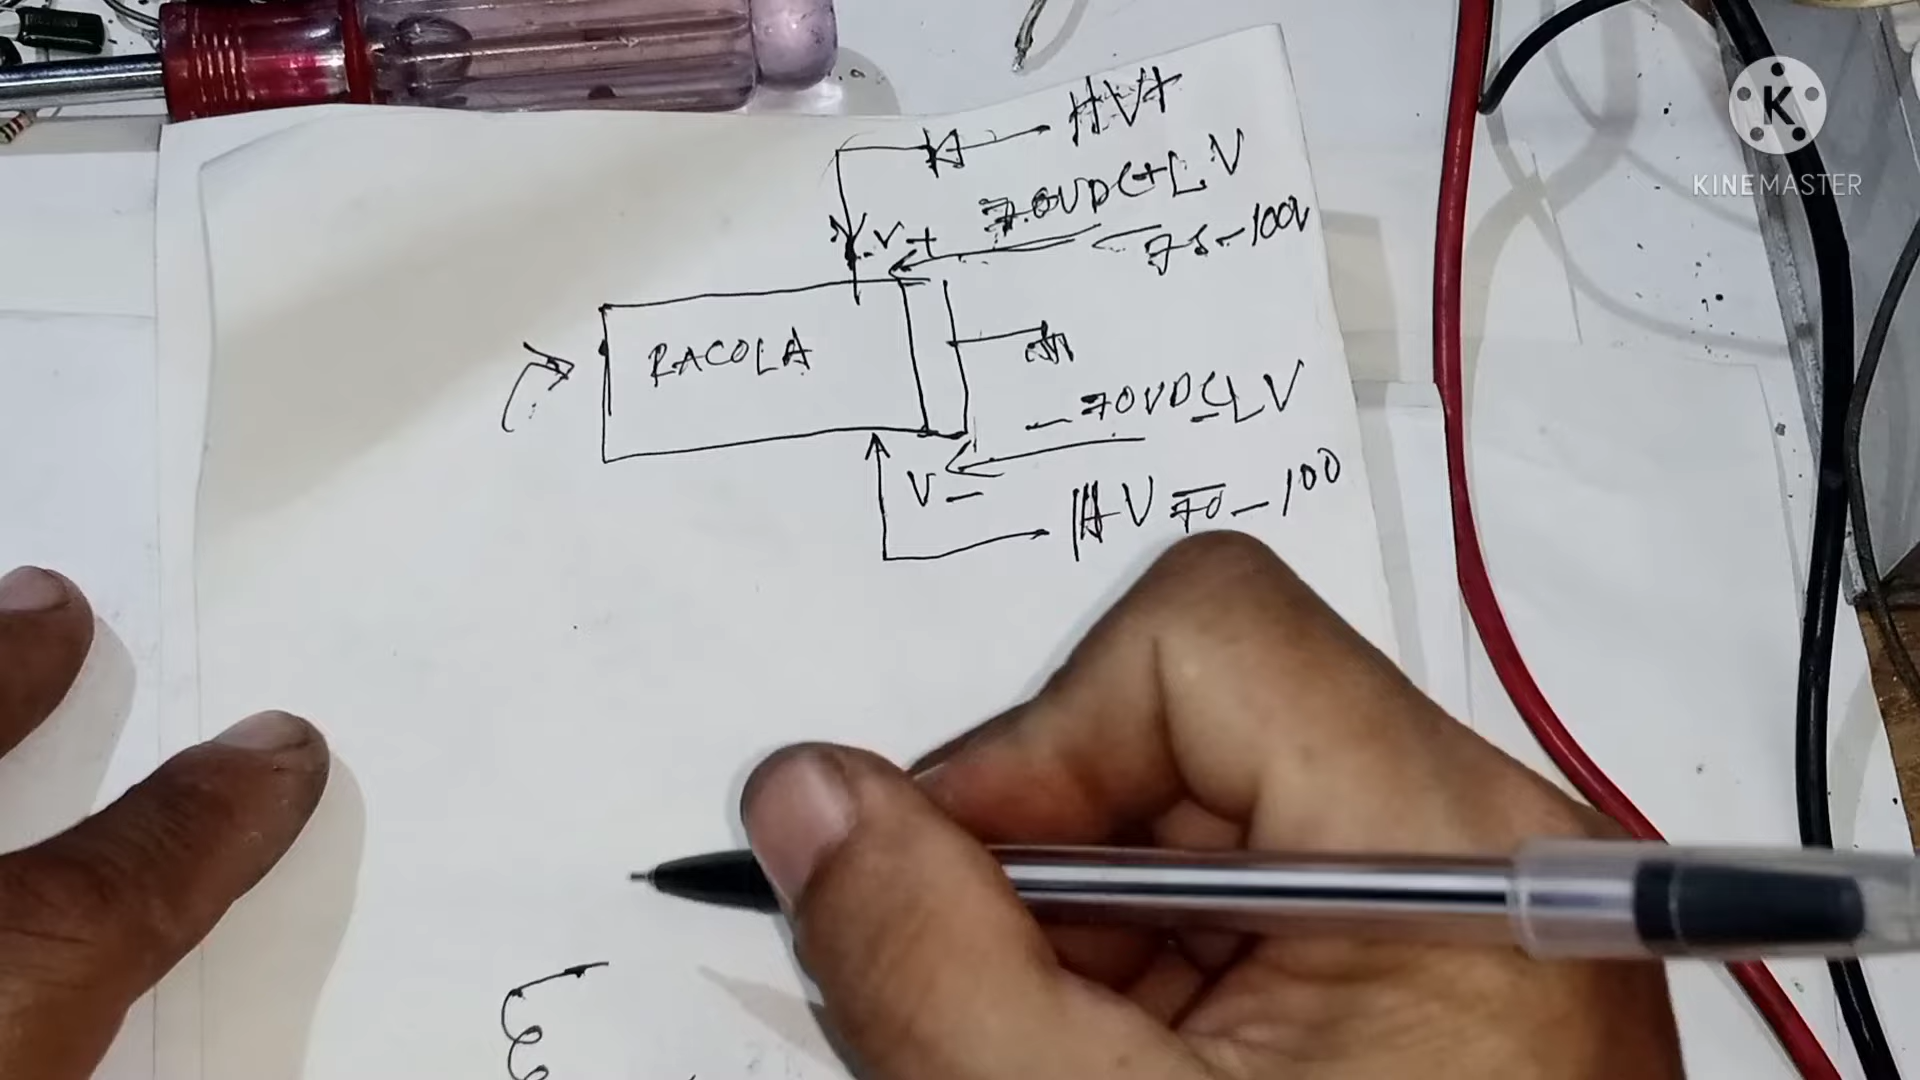 HV+
70VDC+LV
V+
75-100V
KINEMASTER
RACOLA
-70VDC-LV
V-
HV 70-100